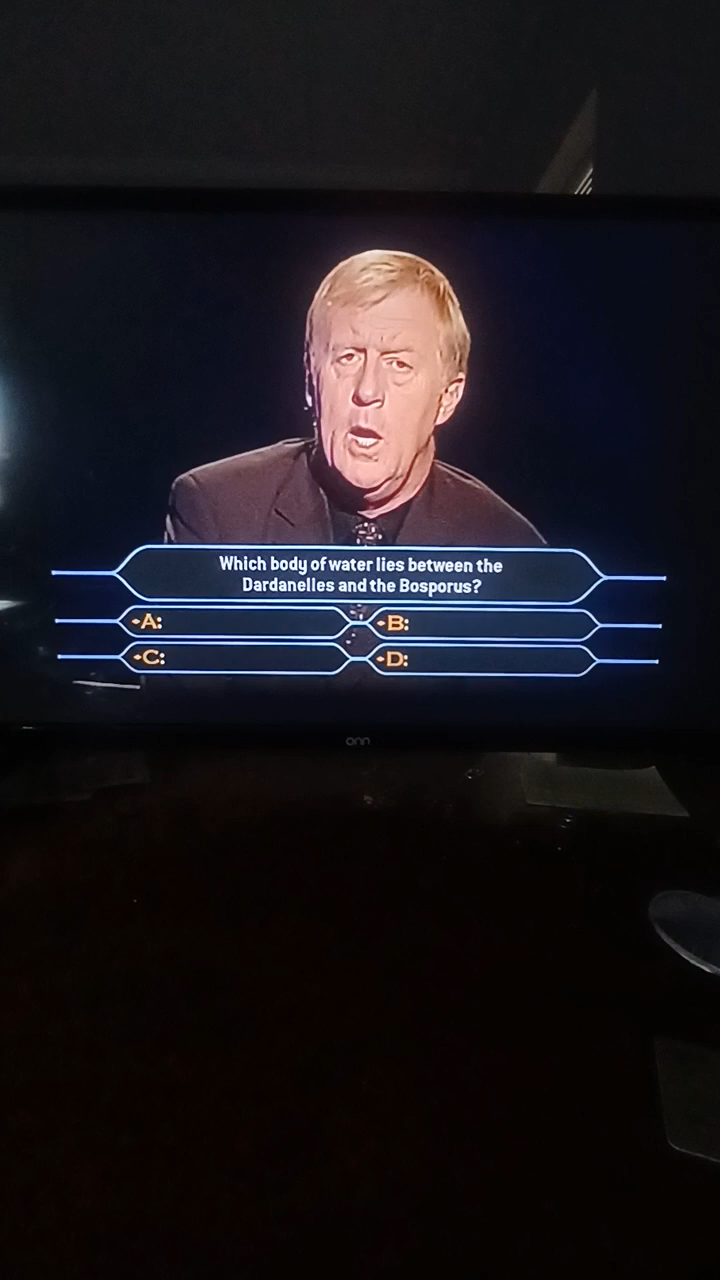 Which body of water lies between the
Dardanelles and the Bosporus?
A:
B:
C:
D:
onn